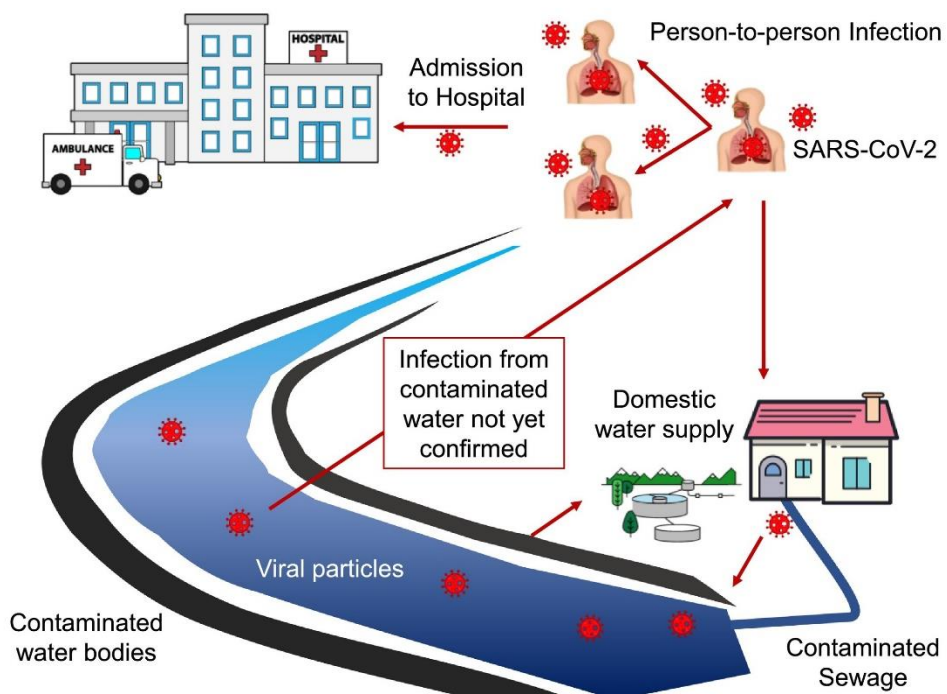 HOSPITAL
AMBULANCE
Admission
to Hospital
Person-to-person Infection
SARS-CoV-2
Infection from
contaminated
water not yet
confirmed
Domestic
water supply
Viral particles
Contaminated
water bodies
Contaminated
Sewage